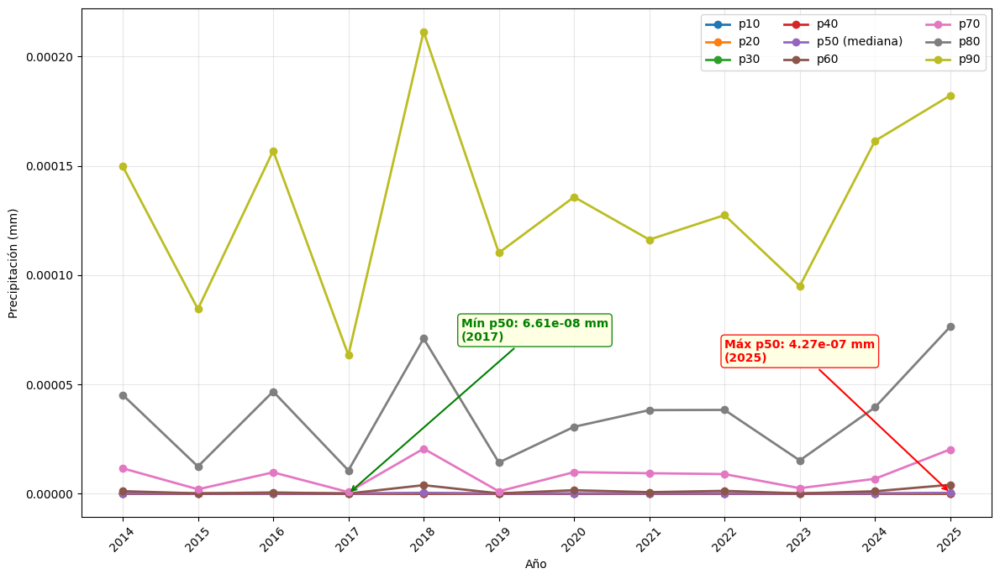 p10
p20
p30
p40
p50 (mediana)
p60
p70
p80
p90
Precipitación (mm)
0.00020
0.00015
0.00010
0.00005
0.00000
Mín p50: 6.61e-08 mm
(2017)
Máx p50: 4.27e-07 mm
(2025)
2014
2015
2016
2017
2018
2019
2020
2021
2022
2023
2024
2025
Año